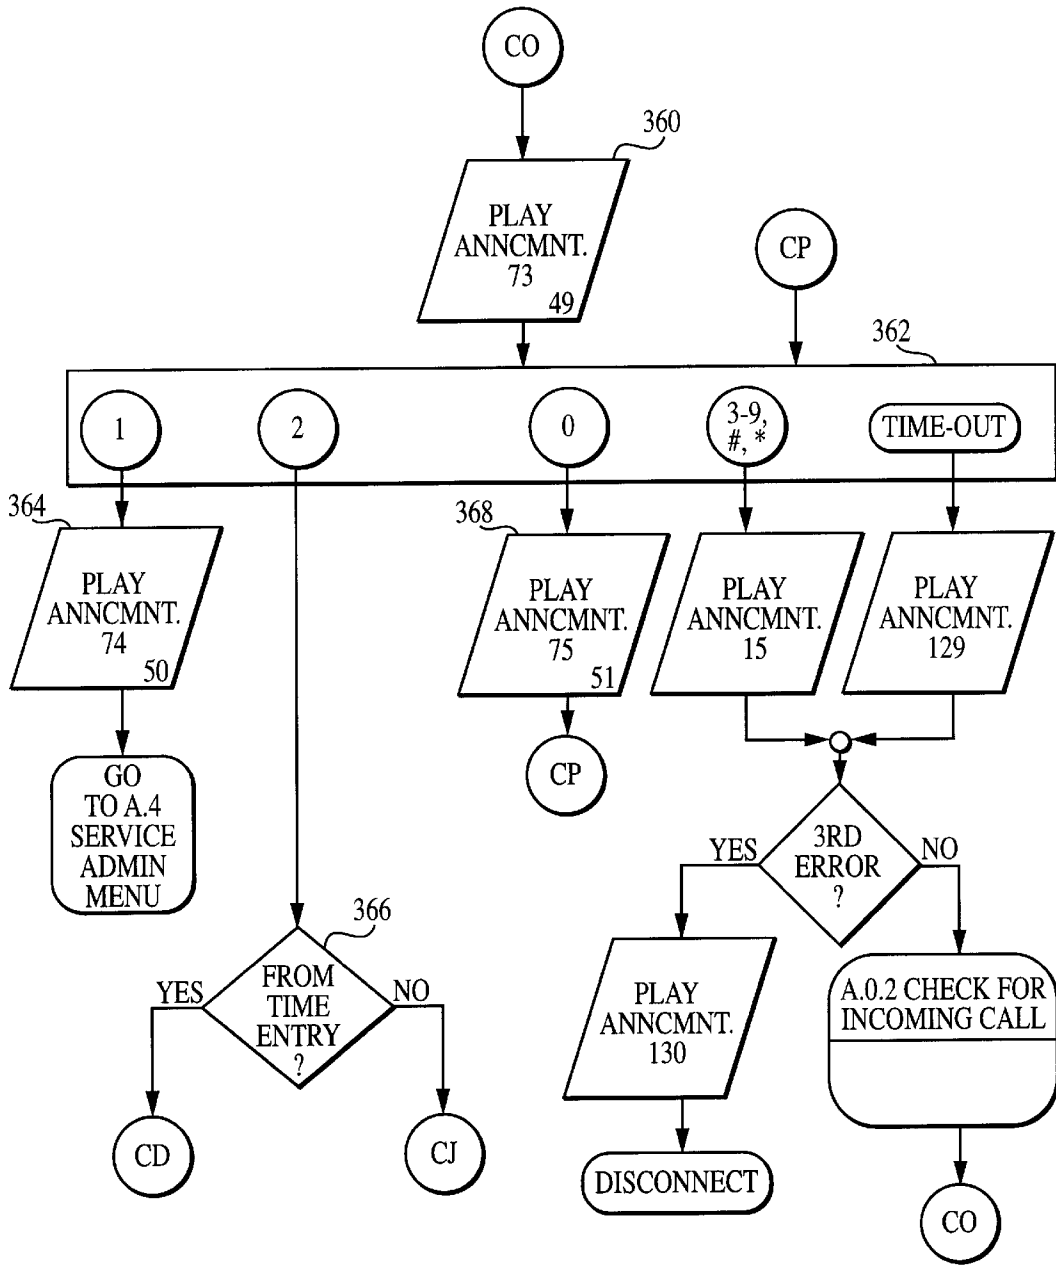 CO
360
PLAY
ANNCMNT.
73
49
CP
362
1
2
0
3-9,
#, *
TIME-OUT
364
PLAY
ANNCMNT.
74
50
368
PLAY
ANNCMNT.
75
51
PLAY
ANNCMNT.
15
PLAY
ANNCMNT.
129
GO
TO A.4
SERVICE
ADMIN
MENU
CP
3RD
ERROR
?
YES
NO
366
FROM
TIME
ENTRY
?
YES
NO
PLAY
ANNCMNT.
130
A.0.2 CHECK FOR
INCOMING CALL
CD
CJ
DISCONNECT
CO